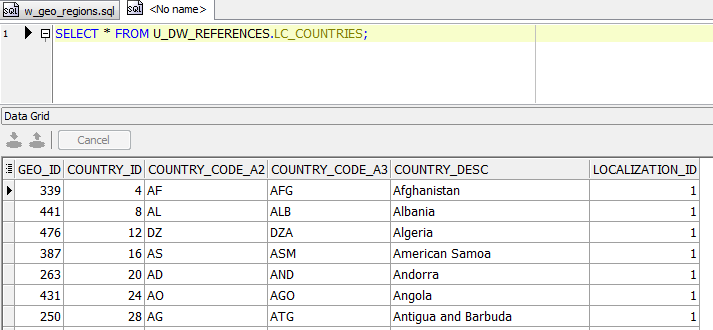 w_geo_regions.sql <No name>
1 SELECT * FROM U_DW_REFERENCES.LC_COUNTRIES;
Data Grid
Cancel
GEO_ID COUNTRY_ID COUNTRY_CODE_A2 COUNTRY_CODE_A3 COUNTRY_DESC LOCALIZATION_ID
339 4 AF AFG Afghanistan 1
441 8 AL ALB Albania 1
476 12 DZ DZA Algeria 1
387 16 AS ASM American Samoa 1
263 20 AD AND Andorra 1
431 24 AO AGO Angola 1
250 28 AG ATG Antigua and Barbuda 1